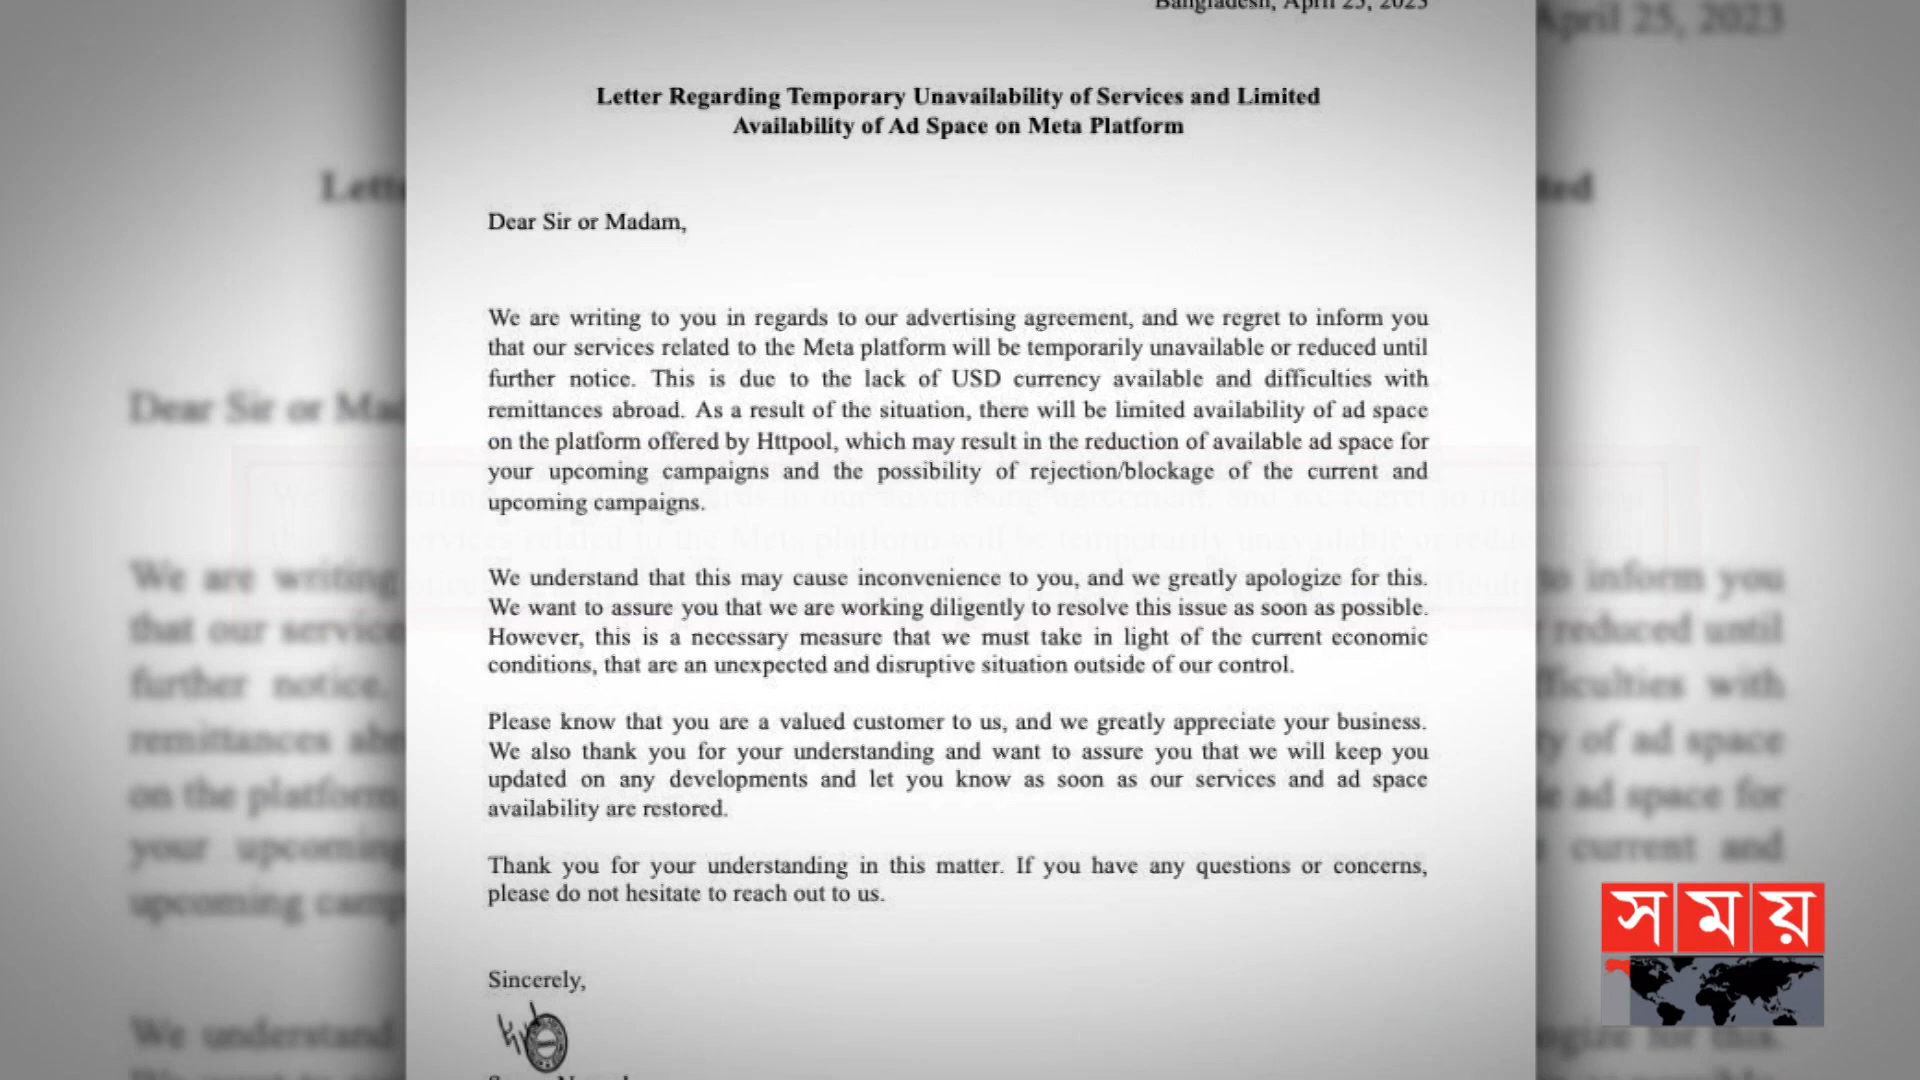 Bangladesh, April 25, 2023
April 25, 2023
Letter Regarding Temporary Unavailability of Services and Limited
Availability of Ad Space on Meta Platform
Dear Sir or Madam,
We are writing to you in regards to our advertising agreement, and we regret to inform you
that our services related to the Meta platform will be temporarily unavailable or reduced until
further notice. This is due to the lack of USD currency available and difficulties with
remittances abroad. As a result of the situation, there will be limited availability of ad space
on the platform offered by Httpool, which may result in the reduction of available ad space for
your upcoming campaigns and the possibility of rejection/blockage of the current and
upcoming campaigns.
We understand that this may cause inconvenience to you, and we greatly apologize for this.
We want to assure you that we are working diligently to resolve this issue as soon as possible.
However, this is a necessary measure that we must take in light of the current economic
conditions, that are an unexpected and disruptive situation outside of our control.
Please know that you are a valued customer to us, and we greatly appreciate your business.
We also thank you for your understanding and want to assure you that we will keep you
updated on any developments and let you know as soon as our services and ad space
availability are restored.
Thank you for your understanding in this matter. If you have any questions or concerns,
please do not hesitate to reach out to us.
Sincerely,
সময়